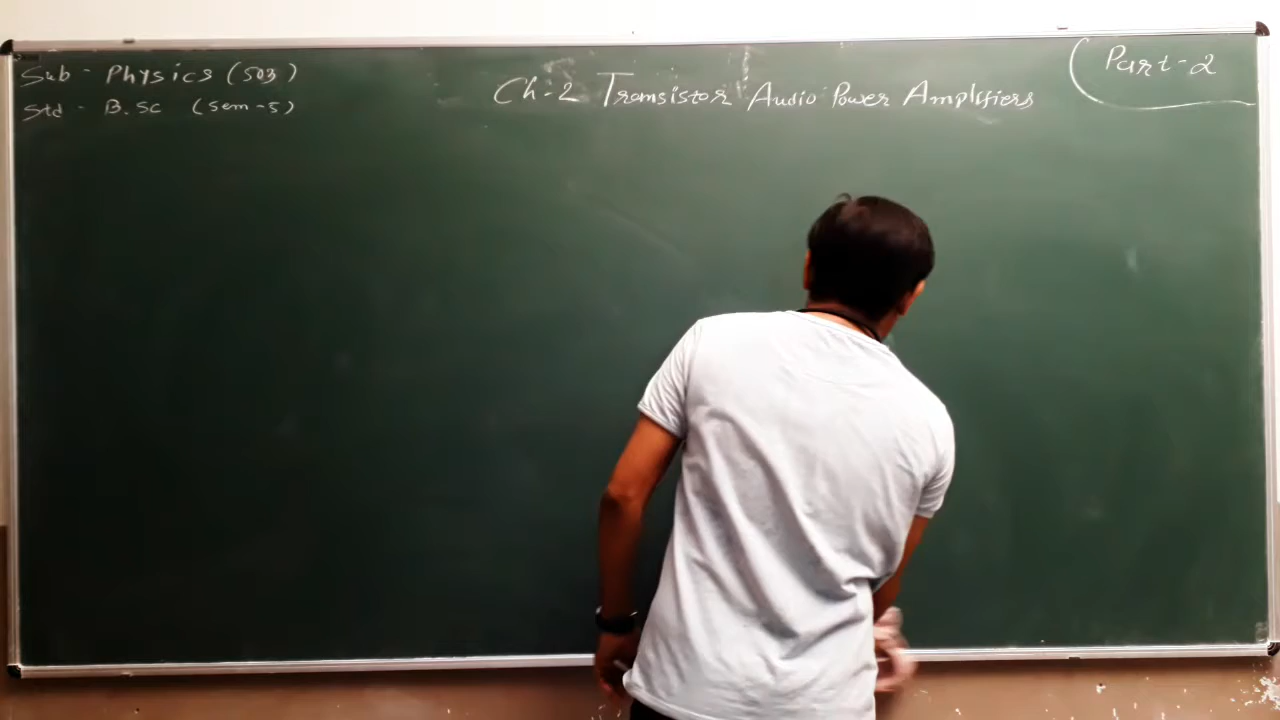 Sub - Physics (503)
Std - B.Sc (Sem-5)
Ch-2 Transistor Audio Power Amplifiers
Part-2